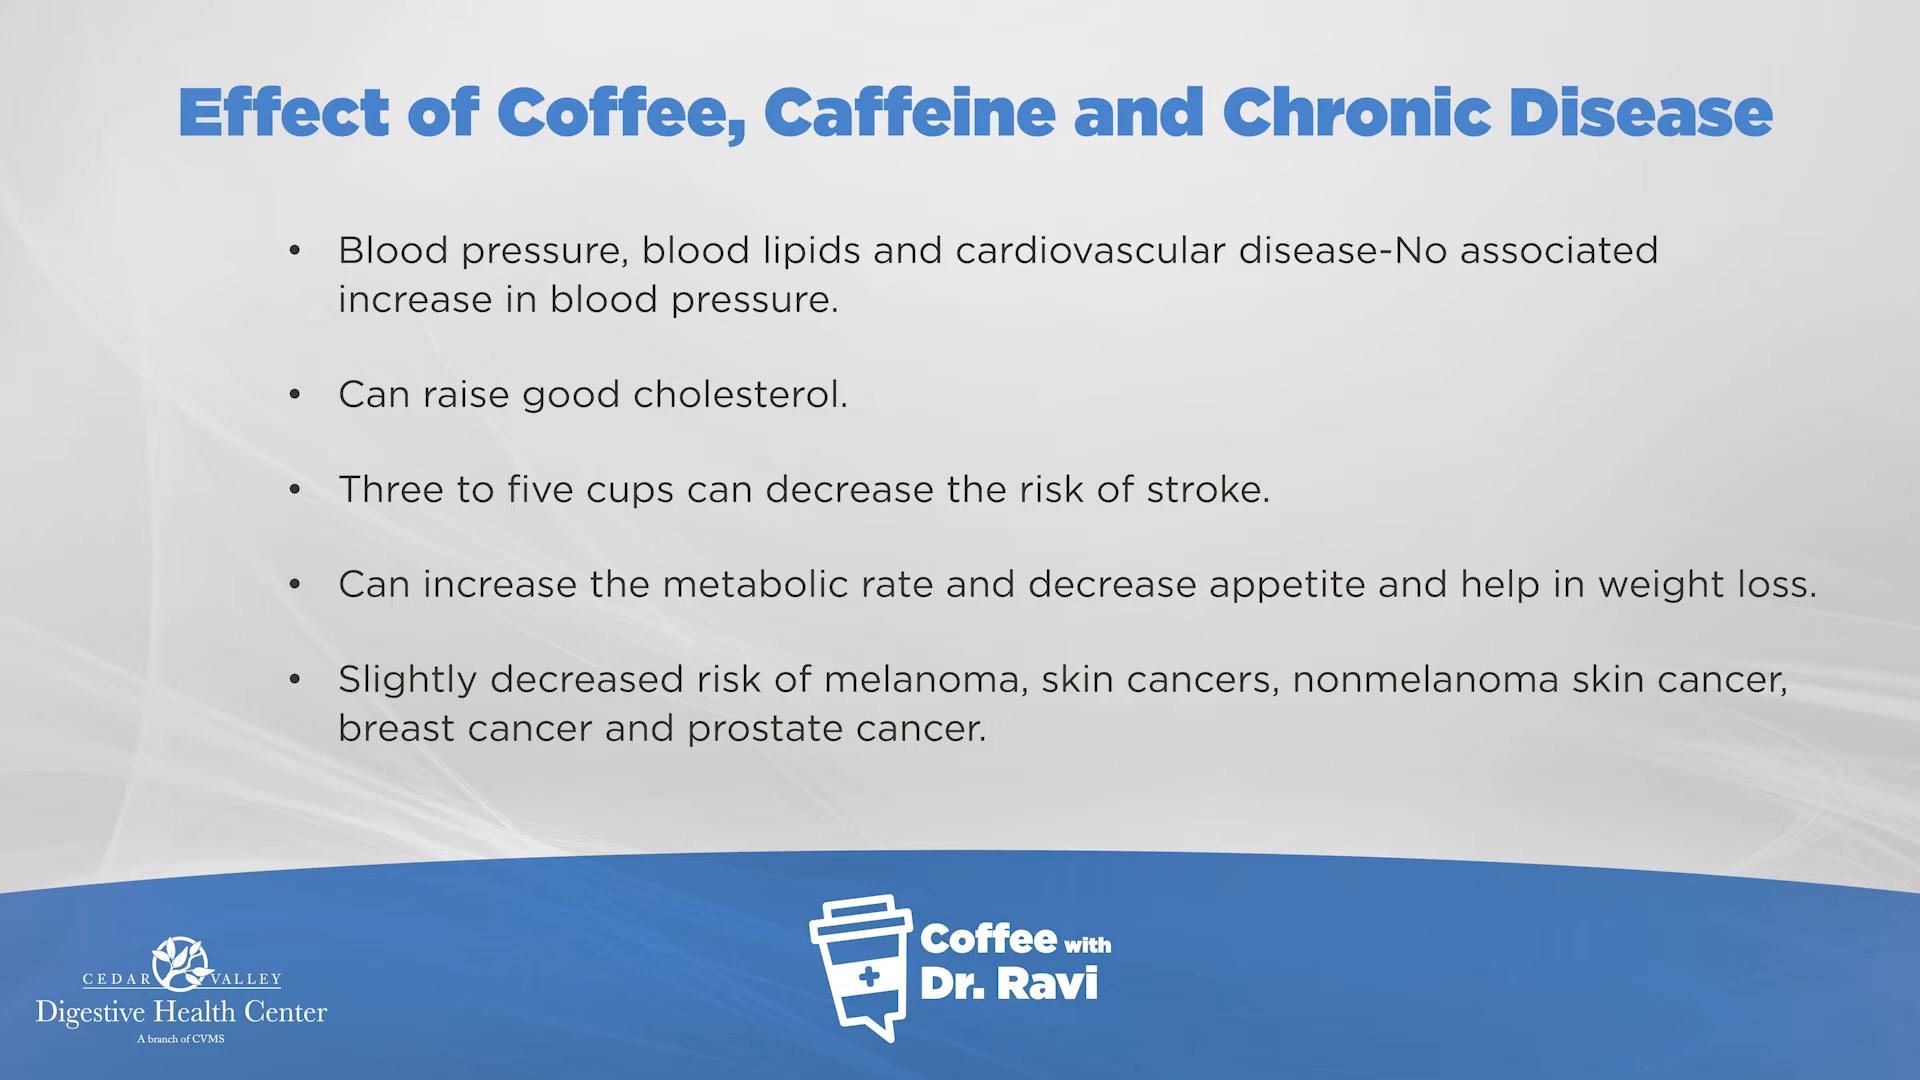 Effect of Coffee, Caffeine and Chronic Disease
• Blood pressure, blood lipids and cardiovascular disease-No associated
increase in blood pressure.
• Can raise good cholesterol.
• Three to five cups can decrease the risk of stroke.
• Can increase the metabolic rate and decrease appetite and help in weight loss.
• Slightly decreased risk of melanoma, skin cancers, nonmelanoma skin cancer,
breast cancer and prostate cancer.
CEDAR VALLEY
Digestive Health Center
A branch of CVMS
Coffee with
Dr. Ravi